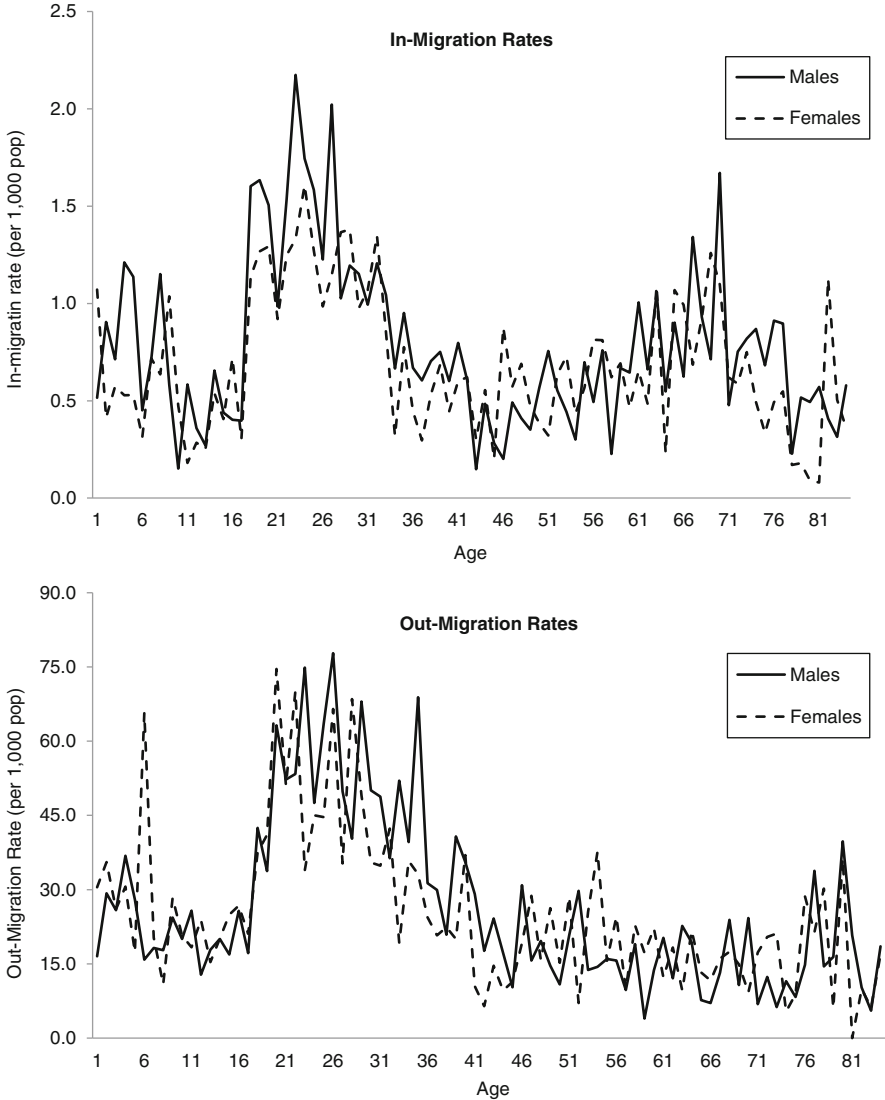 In-Migration Rates
Males
Females
In-migratin rate (per 1,000 pop)
2.5
2.0
1.5
1.0
0.5
0.0
1 6 11 16 21 26 31 36 41 46 51 56 61 66 71 76 81
Age
Out-Migration Rates
Males
Females
Out-Migration Rate (per 1,000 pop)
90.0
75.0
60.0
45.0
30.0
15.0
0.0
1 6 11 16 21 26 31 36 41 46 51 56 61 66 71 76 81
Age